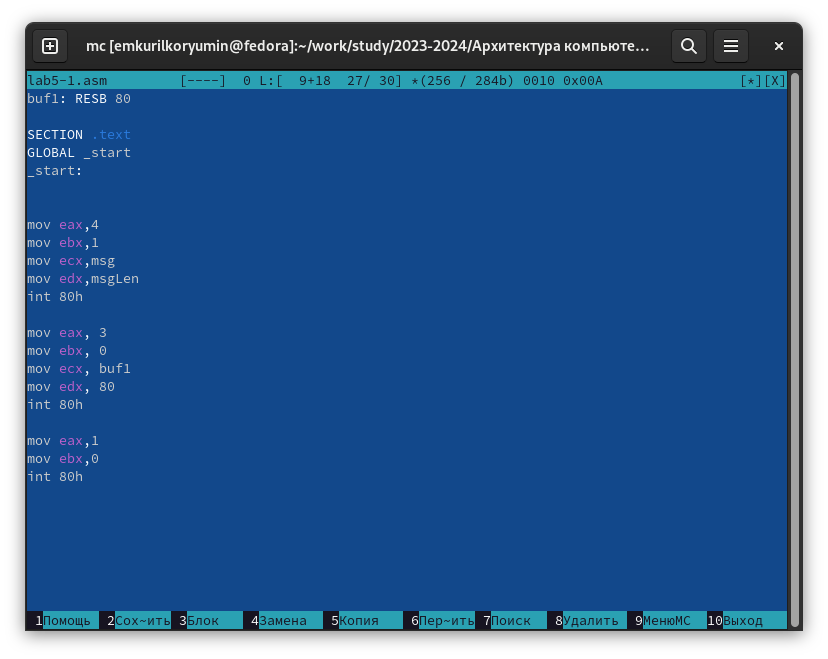 mc [emkurilkoryumin@fedora]:~/work/study/2023-2024/Архитектура компьюте…
lab5-1.asm [----] 0 L:[ 9+18 27/ 30] *(256 / 284b) 0010 0x00A [*][X]
buf1: RESB 80
SECTION .text
GLOBAL _start
_start:
mov eax,4
mov ebx,1
mov ecx,msg
mov edx,msgLen
int 80h
mov eax, 3
mov ebx, 0
mov ecx, buf1
mov edx, 80
int 80h
mov eax,1
mov ebx,0
int 80h
1Помощь 2Сох~ить 3Блок 4Замена 5Копия 6Пер~ить 7Поиск 8Удалить 9МенюMC 10Выход